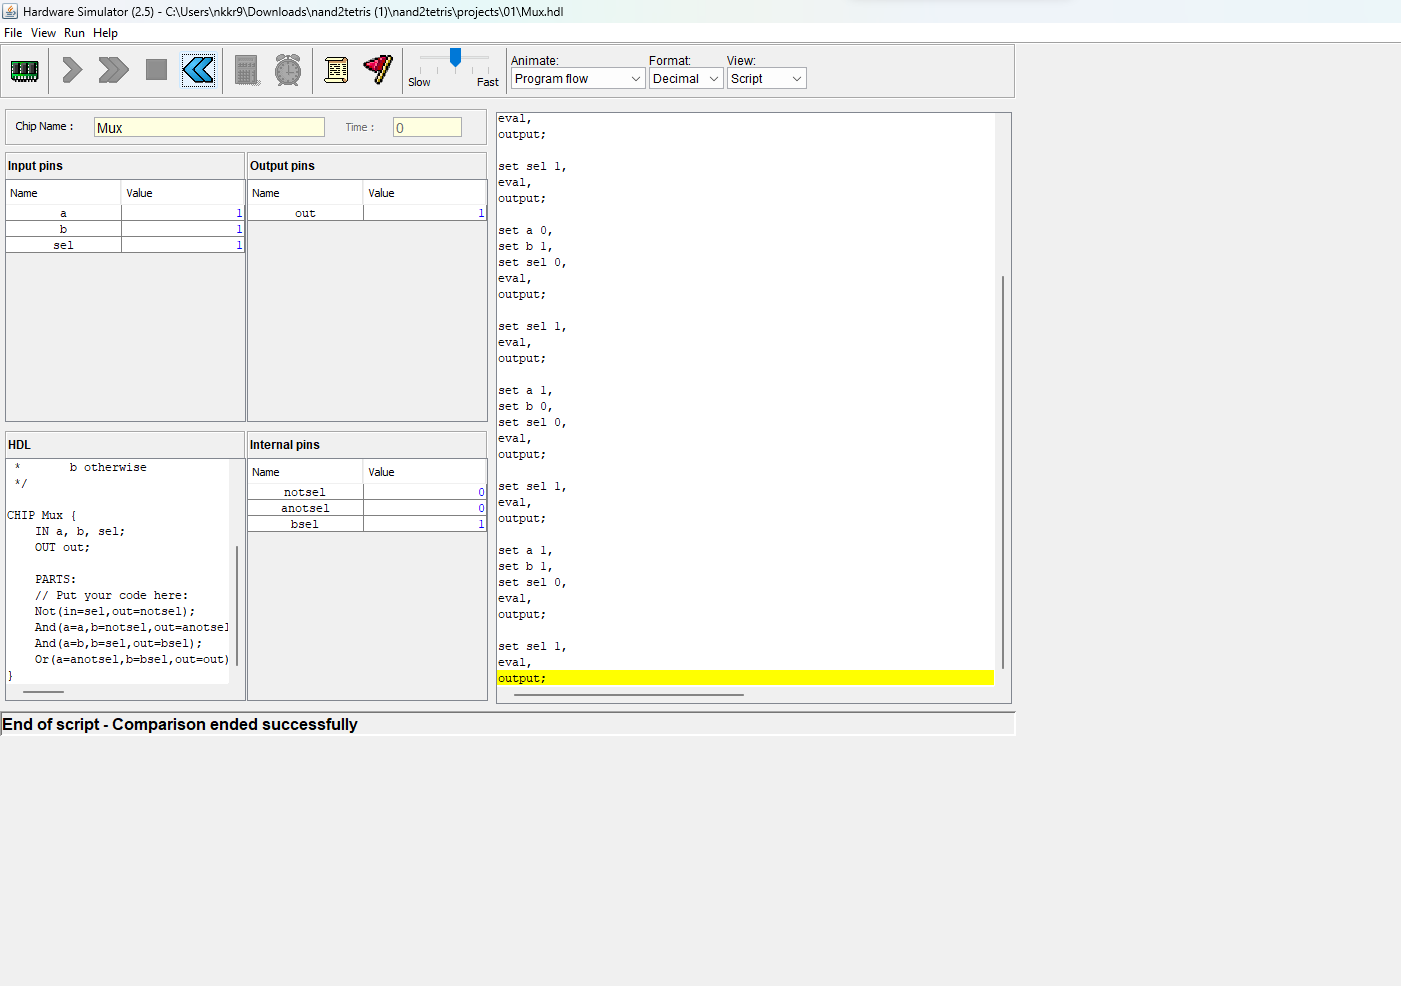 Hardware Simulator (2.5) - C:\Users\nkkr9\Downloads\nand2tetris (1)\nand2tetris\projects\01\Mux.hdl
File View Run Help
Slow Fast
Animate: Format: View:
Program flow Decimal Script
Chip Name : Mux Time : 0
Input pins
Name Value
a 1
b 1
sel 1
Output pins
Name Value
out 1
HDL
* b otherwise
*/
CHIP Mux {
IN a, b, sel;
OUT out;
PARTS:
// Put your code here:
Not(in=sel,out=notsel);
And(a=a,b=notsel,out=anotsel
And(a=b,b=sel,out=bsel);
Or(a=anotsel,b=bsel,out=out)
}
Internal pins
Name Value
notsel 0
anotsel 0
bsel 1
eval,
output;
set sel 1,
eval,
output;
set a 0,
set b 1,
set sel 0,
eval,
output;
set sel 1,
eval,
output;
set a 1,
set b 0,
set sel 0,
eval,
output;
set sel 1,
eval,
output;
set a 1,
set b 1,
set sel 0,
eval,
output;
set sel 1,
eval,
output;
End of script - Comparison ended successfully